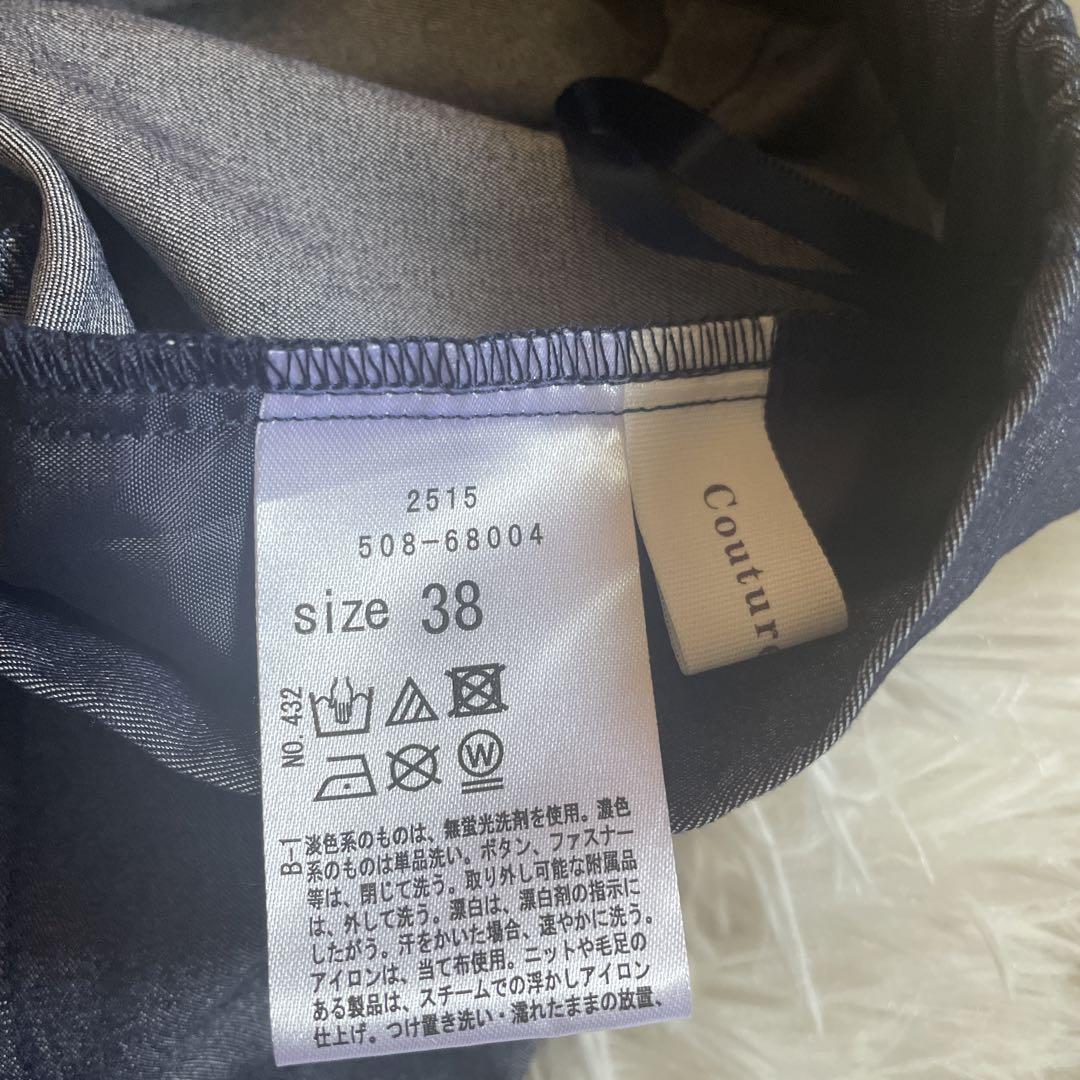 2515
508-68004
size 38
NO. 432
W
B-1
淡色系のものは、無蛍光洗剤を使用。濃色
系のものは単品洗い。ボタン、ファスナー
等は、閉じて洗う。取り外し可能な附属品
は、外して洗う。漂白は、漂白剤の指示に
したがう。汗をかいた場合、速やかに洗う。
アイロンは、当て布使用。ニットや毛足の
ある製品は、スチームでの浮かしアイロン
仕上げ。つけ置き洗い・濡れたままの放置、
Couture